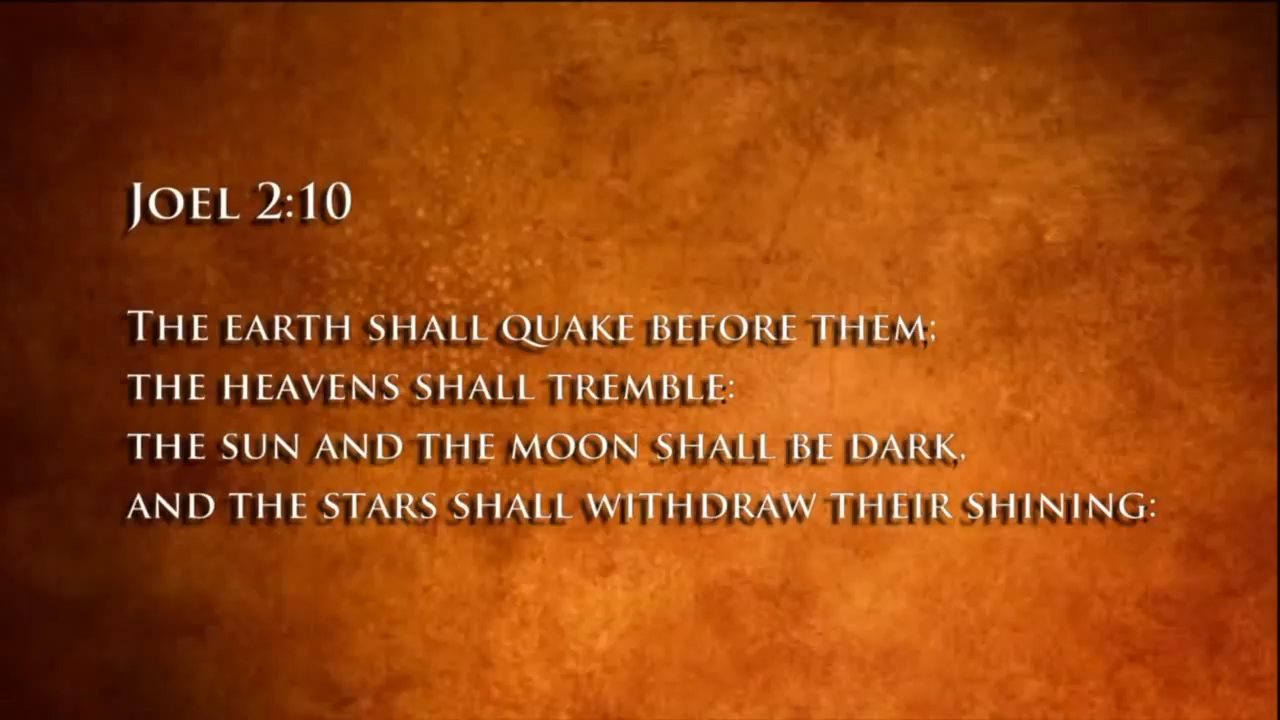 Joel 2:10
The earth shall quake before them;
the heavens shall tremble:
the sun and the moon shall be dark,
and the stars shall withdraw their shining: